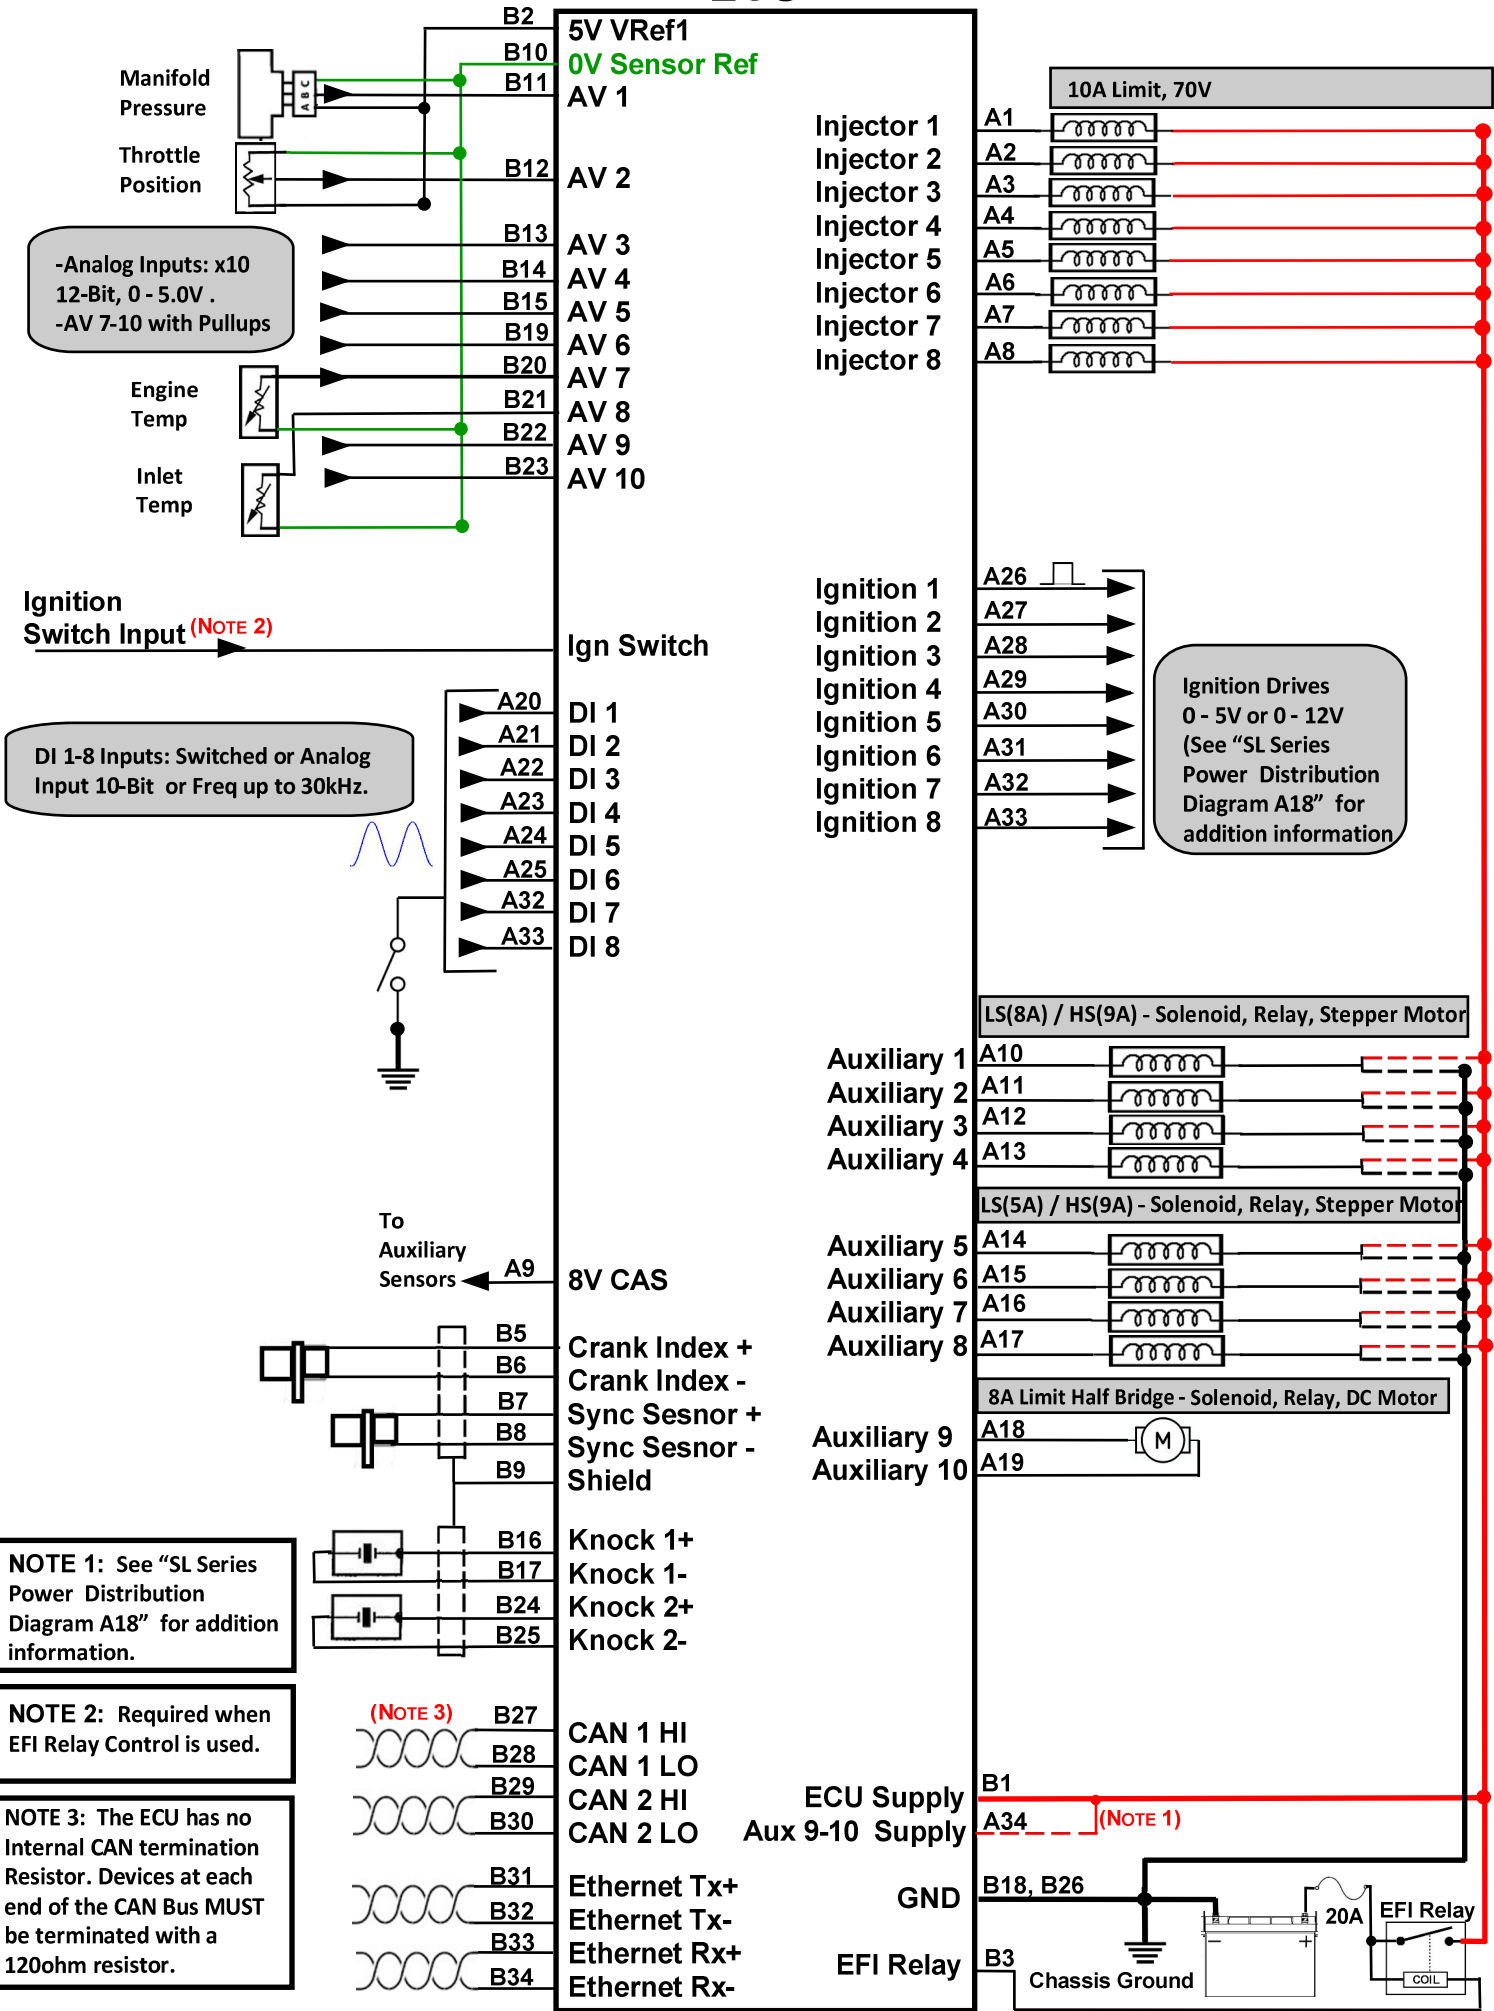 B2
5V VRef1
B10
0V Sensor Ref
B11
AV 1
Manifold
Pressure
A B C
Throttle
Position
B12
AV 2
B13
AV 3
B14
AV 4
B15
AV 5
B19
AV 6
B20
AV 7
B21
AV 8
B22
AV 9
B23
AV 10
-Analog Inputs: x10
12-Bit, 0 - 5.0V .
-AV 7-10 with Pullups
Engine
Temp
Inlet
Temp
10A Limit, 70V
Injector 1
A1
Injector 2
A2
Injector 3
A3
Injector 4
A4
Injector 5
A5
Injector 6
A6
Injector 7
A7
Injector 8
A8
Ignition
Switch Input (NOTE 2)
Ign Switch
Ignition 1
A26
Ignition 2
A27
Ignition 3
A28
Ignition 4
A29
Ignition 5
A30
Ignition 6
A31
Ignition 7
A32
Ignition 8
A33
Ignition Drives
0 - 5V or 0 - 12V
(See “SL Series
Power Distribution
Diagram A18” for
addition information
A20
DI 1
A21
DI 2
A22
DI 3
A23
DI 4
A24
DI 5
A25
DI 6
A32
DI 7
A33
DI 8
DI 1-8 Inputs: Switched or Analog
Input 10-Bit or Freq up to 30kHz.
LS(8A) / HS(9A) - Solenoid, Relay, Stepper Motor
Auxiliary 1
A10
Auxiliary 2
A11
Auxiliary 3
A12
Auxiliary 4
A13
LS(5A) / HS(9A) - Solenoid, Relay, Stepper Motor
Auxiliary 5
A14
Auxiliary 6
A15
Auxiliary 7
A16
Auxiliary 8
A17
8A Limit Half Bridge - Solenoid, Relay, DC Motor
Auxiliary 9
A18
M
Auxiliary 10
A19
To
Auxiliary
Sensors
A9
8V CAS
B5
Crank Index +
B6
Crank Index -
B7
Sync Sesnor +
B8
Sync Sesnor -
B9
Shield
B16
Knock 1+
B17
Knock 1-
B24
Knock 2+
B25
Knock 2-
NOTE 1: See “SL Series
Power Distribution
Diagram A18” for addition
information.
NOTE 2: Required when
EFI Relay Control is used.
NOTE 3: The ECU has no
Internal CAN termination
Resistor. Devices at each
end of the CAN Bus MUST
be terminated with a
120ohm resistor.
(NOTE 3)
B27
CAN 1 HI
B28
CAN 1 LO
B29
CAN 2 HI
B30
CAN 2 LO
B31
Ethernet Tx+
B32
Ethernet Tx-
B33
Ethernet Rx+
B34
Ethernet Rx-
ECU Supply
B1
Aux 9-10 Supply
A34
(NOTE 1)
GND
B18, B26
EFI Relay
B3
Chassis Ground
- +
20A
EFI Relay
COIL